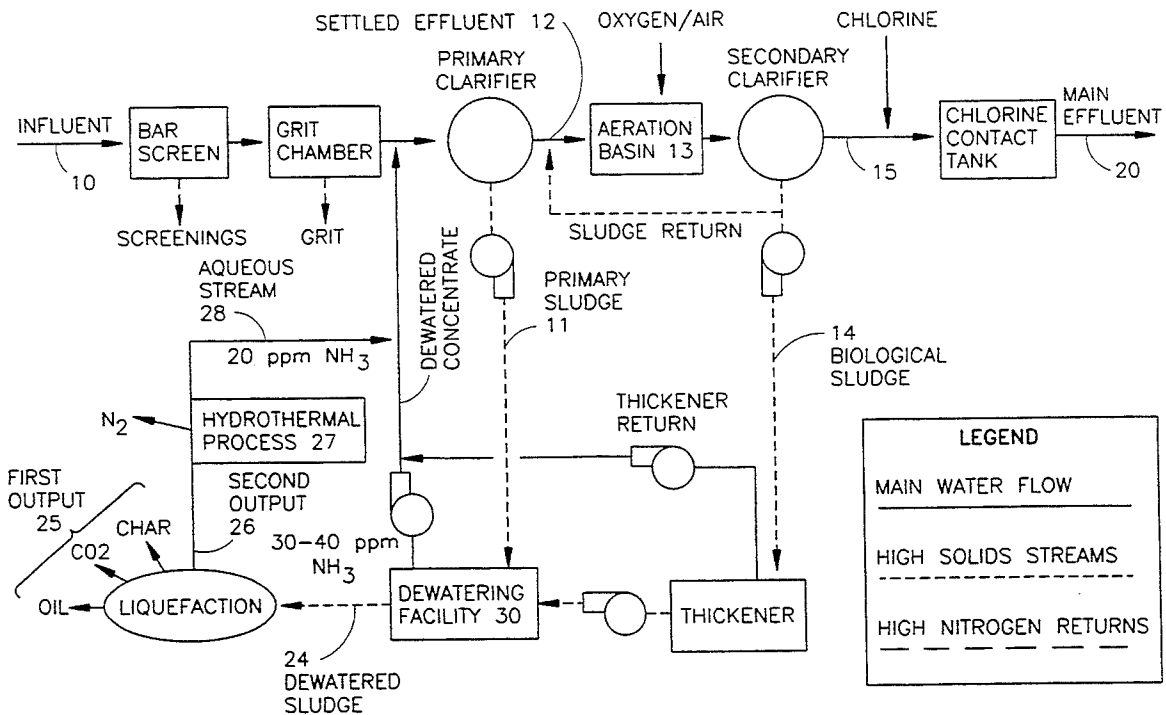 SETTLED EFFLUENT 12
OXYGEN/AIR
CHLORINE
PRIMARY
CLARIFIER
SECONDARY
CLARIFIER
INFLUENT
10
BAR
SCREEN
GRIT
CHAMBER
AERATION
BASIN 13
15
CHLORINE
CONTACT
TANK
MAIN
EFFLUENT
20
SCREENINGS
GRIT
SLUDGE RETURN
AQUEOUS
STREAM
28
20 ppm NH3
DEWATERED
CONCENTRATE
PRIMARY
SLUDGE
11
14
BIOLOGICAL
SLUDGE
N2
HYDROTHERMAL
PROCESS 27
THICKENER
RETURN
FIRST
OUTPUT
25
SECOND
OUTPUT
26
CHAR
CO2
OIL
LIQUEFACTION
30-40 ppm
NH3
DEWATERING
FACILITY 30
THICKENER
24
DEWATERED
SLUDGE
LEGEND
MAIN WATER FLOW
HIGH SOLIDS STREAMS
HIGH NITROGEN RETURNS